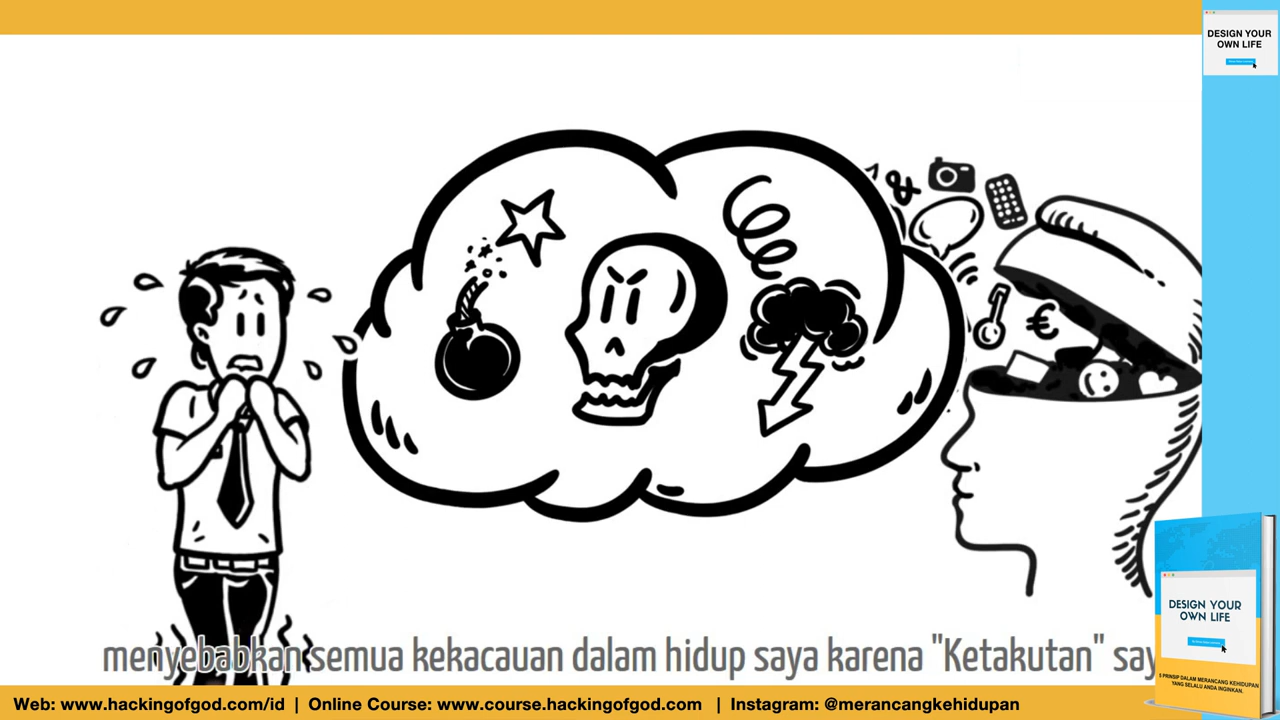 DESIGN YOUR
OWN LIFE
menyebabkan semua kekacauan dalam hidup saya karena "Ketakutan" say
DESIGN YOUR
OWN LIFE
5 PRINSIP DALAM MERANCANG KEHIDUPAN
YANG SELALU ANDA INGINKAN.
Web: www.hackingofgod.com/id | Online Course: www.course.hackingofgod.com | Instagram: @merancangkehidupan